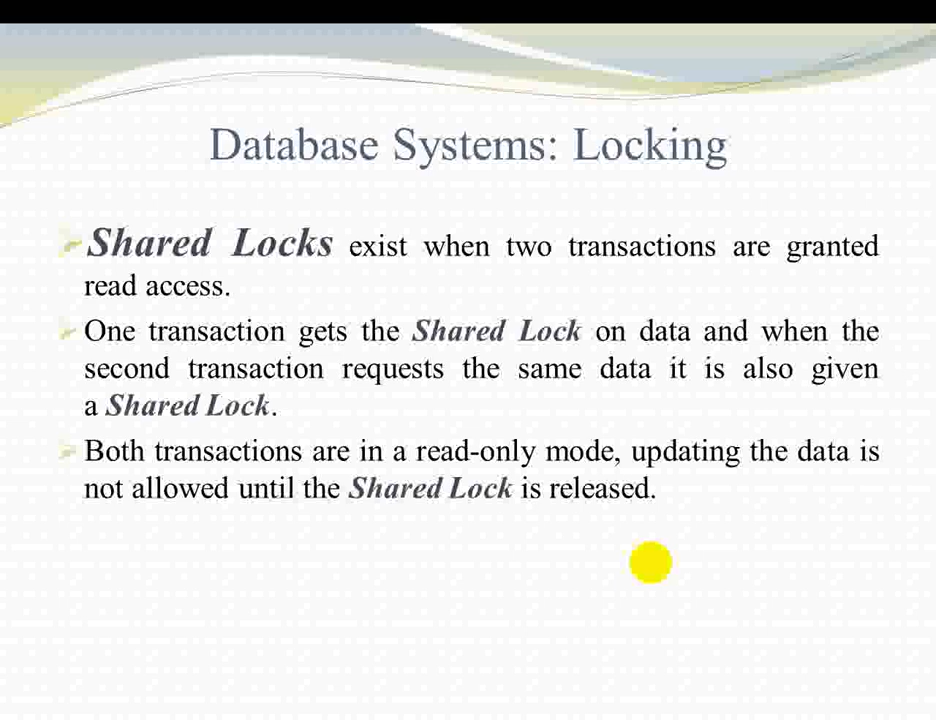 Database Systems: Locking
Shared Locks exist when two transactions are granted
read access.
One transaction gets the Shared Lock on data and when the
second transaction requests the same data it is also given
a Shared Lock.
Both transactions are in a read-only mode, updating the data is
not allowed until the Shared Lock is released.